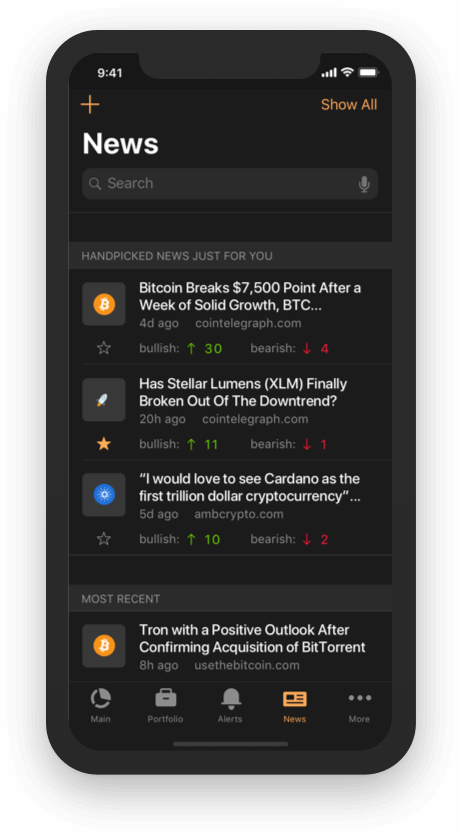 9:41
Show All
News
Search
HANDPICKED NEWS JUST FOR YOU
Bitcoin Breaks $7,500 Point After a
Week of Solid Growth, BTC...
4d ago cointelegraph.com
bullish: ↑ 30 bearish: ↓ 4
Has Stellar Lumens (XLM) Finally
Broken Out Of The Downtrend?
20h ago cointelegraph.com
bullish: ↑ 11 bearish: ↓ 1
“I would love to see Cardano as the
first trillion dollar cryptocurrency”...
5d ago ambcrypto.com
bullish: ↑ 10 bearish: ↓ 2
MOST RECENT
Tron with a Positive Outlook After
Confirming Acquisition of BitTorrent
8h ago usethebitcoin.com
Main Portfolio Alerts News More